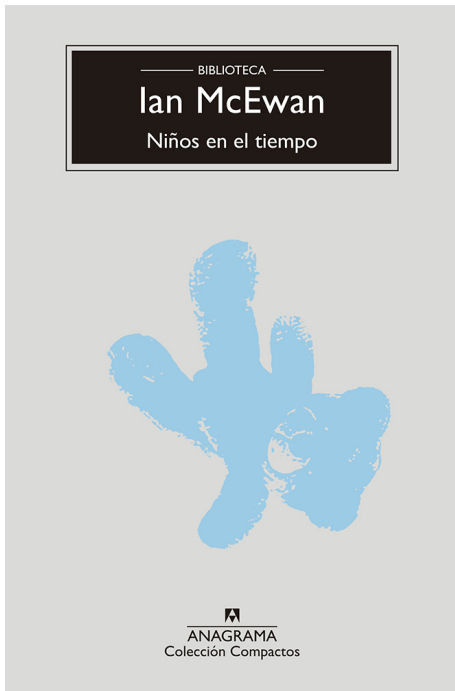 BIBLIOTECA
Ian McEwan
Niños en el tiempo
ANAGRAMA
Colección Compactos